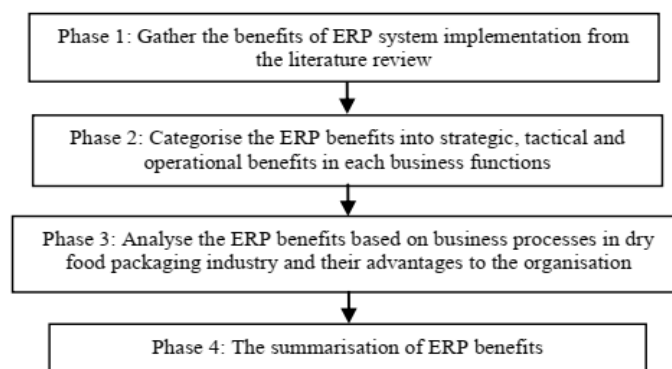 Phase 1: Gather the benefits of ERP system implementation from
the literature review
Phase 2: Categorise the ERP benefits into strategic, tactical and
operational benefits in each business functions
Phase 3: Analyse the ERP benefits based on business processes in dry
food packaging industry and their advantages to the organisation
Phase 4: The summarisation of ERP benefits